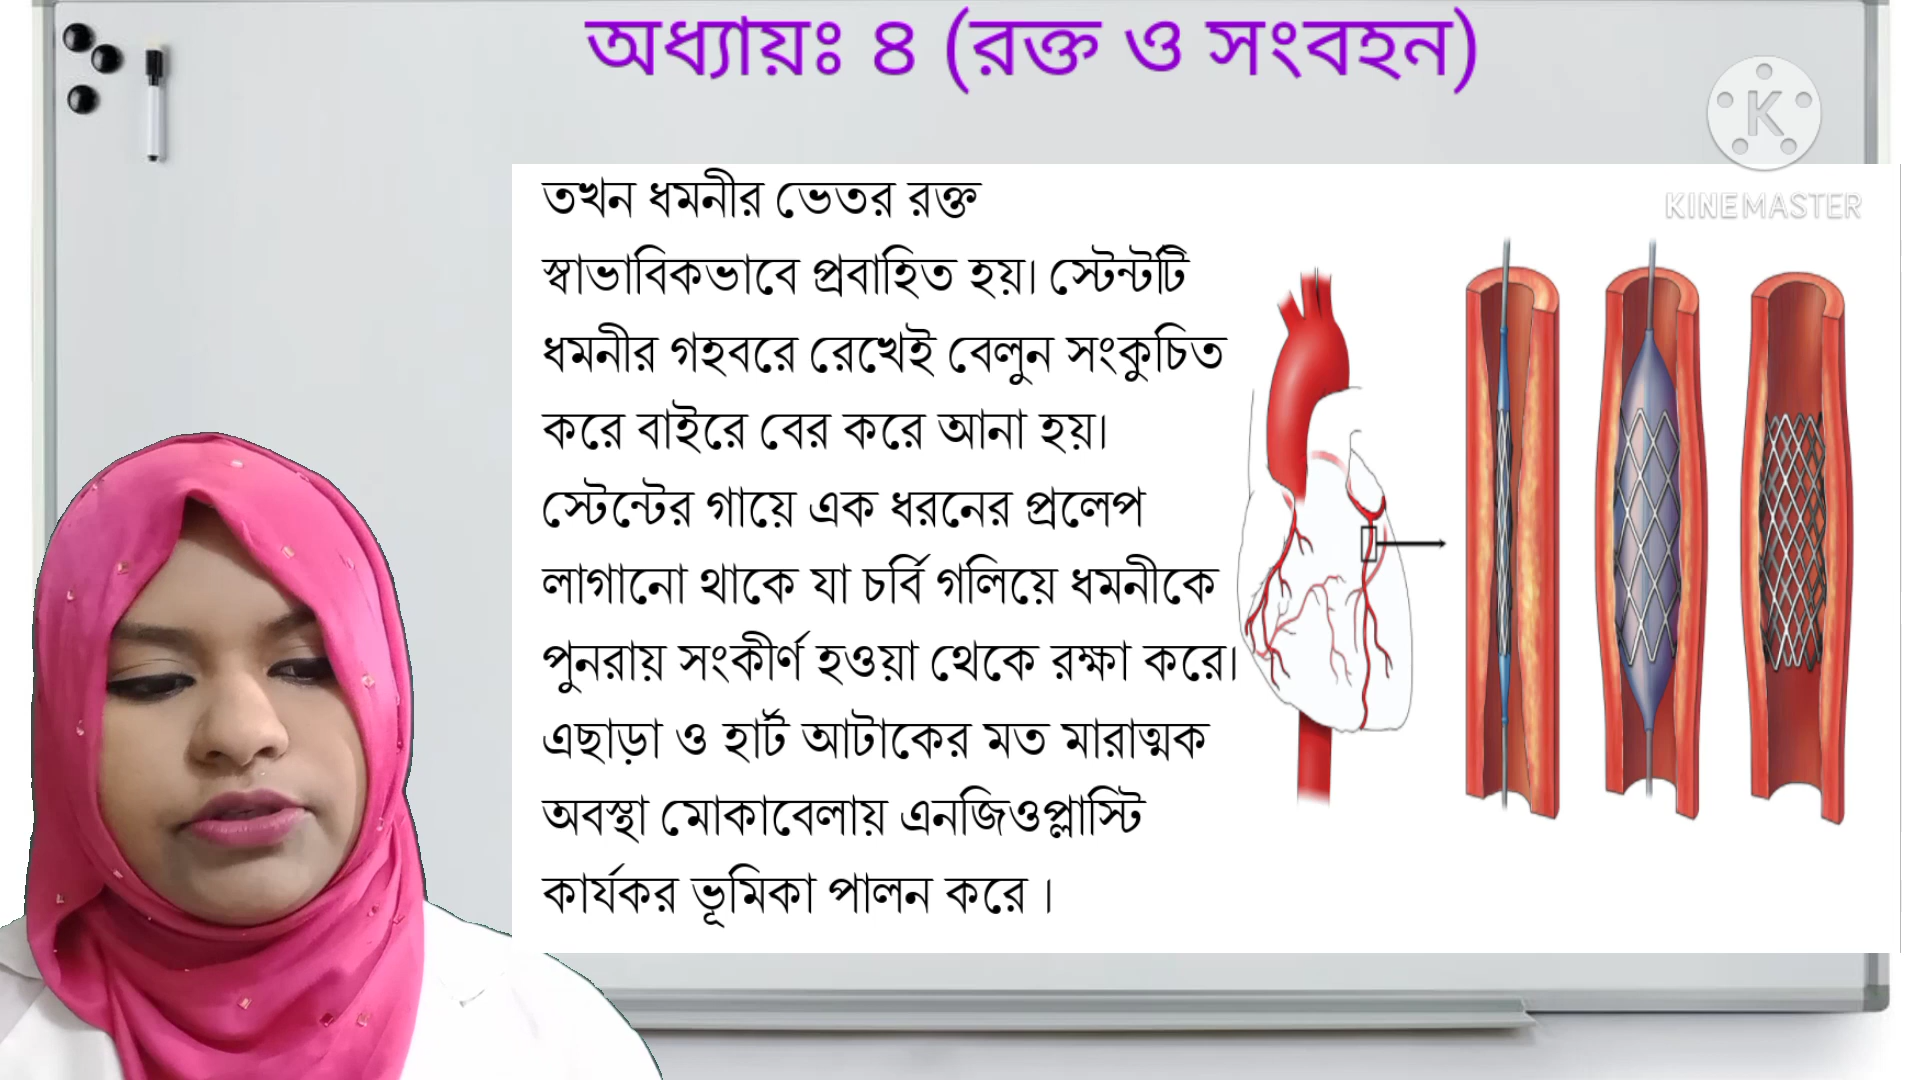 অধ্যায়ঃ ৪ (রক্ত ও সংবহন)
K
KINEMASTER
তখন ধমনীর ভেতর রক্ত
স্বাভাবিকভাবে প্রবাহিত হয়। স্টেন্টটি
ধমনীর গহবরে রেখেই বেলুন সংকুচিত
করে বাইরে বের করে আনা হয়।
স্টেন্টের গায়ে এক ধরনের প্রলেপ
লাগানো থাকে যা চর্বি গলিয়ে ধমনীকে
পুনরায় সংকীর্ণ হওয়া থেকে রক্ষা করে।
এছাড়া ও হার্ট আটাকের মত মারাত্মক
অবস্থা মোকাবেলায় এনজিওপ্লাস্টি
কার্যকর ভূমিকা পালন করে ।